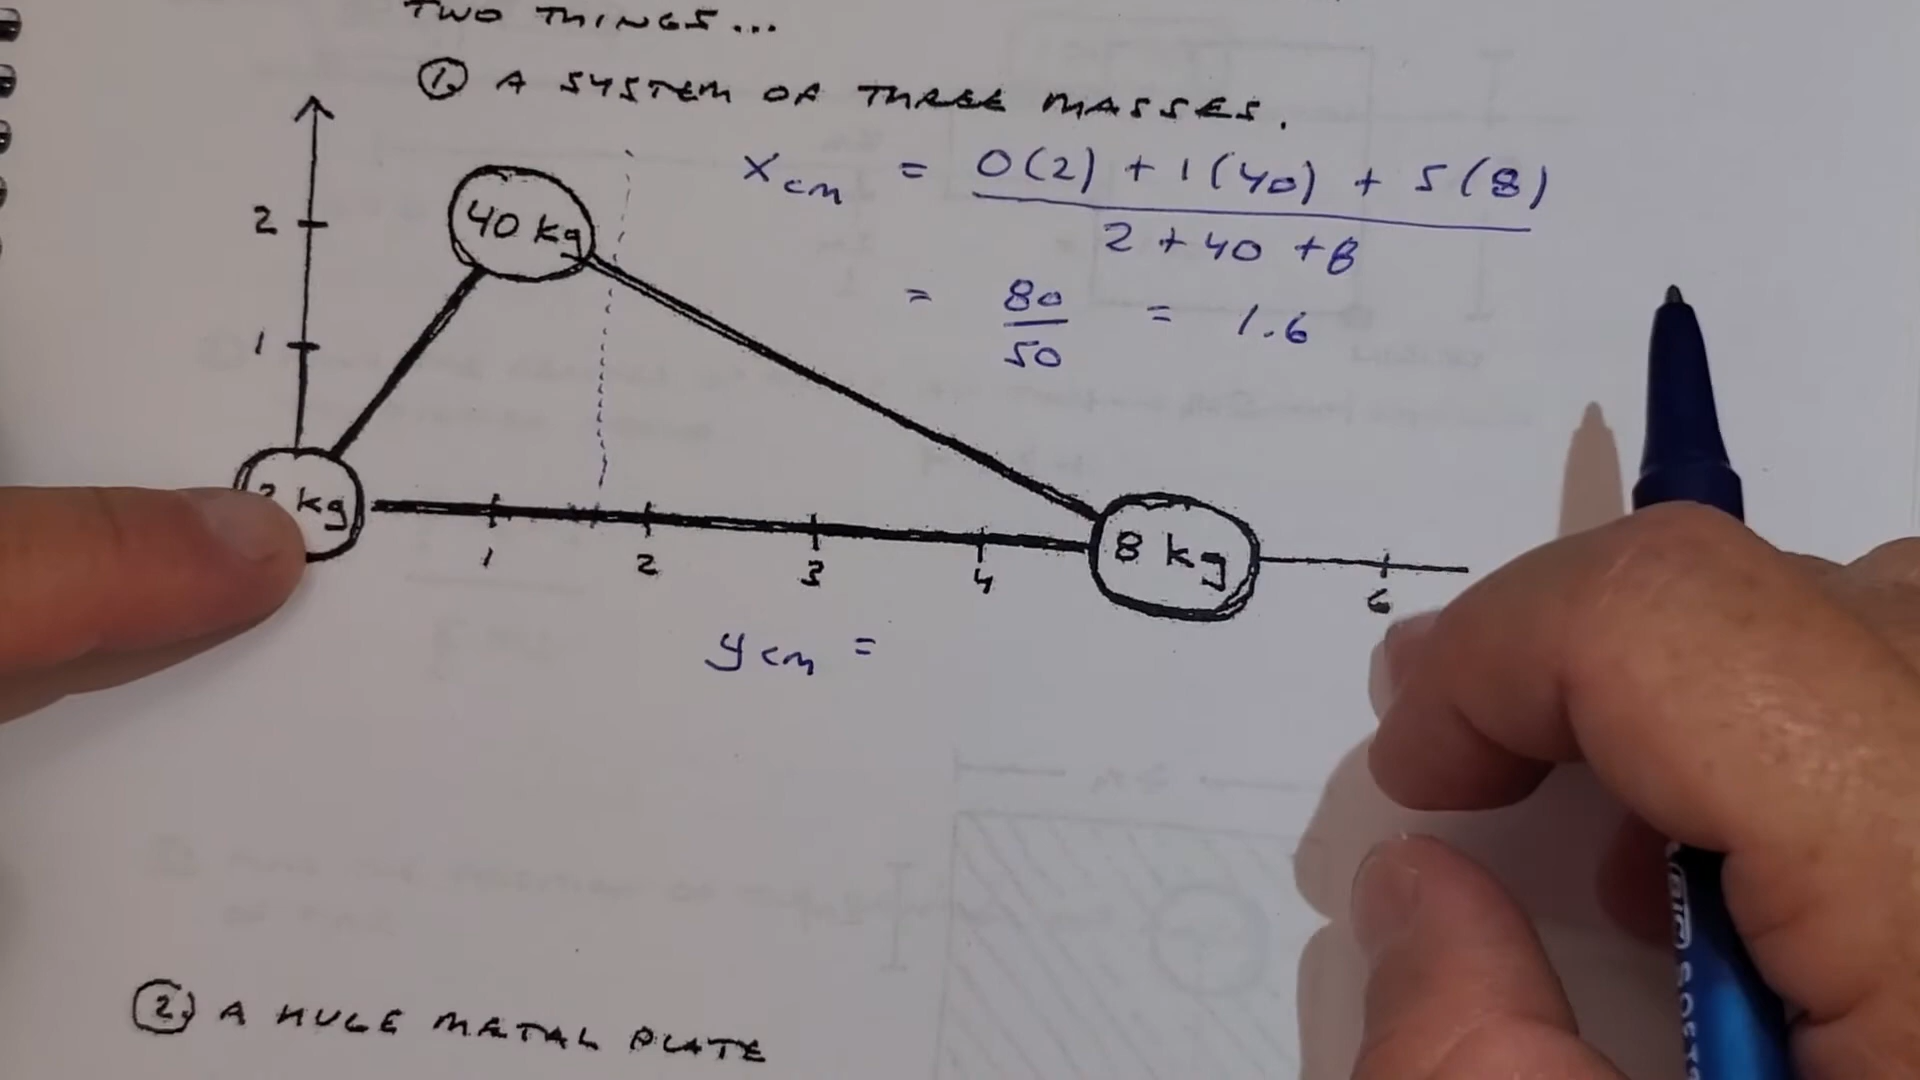 TWO THINGS...
1. A SYSTEM OF THREE MASSES.
x cm = 0(2) + 1(40) + 5(8)
2 + 40 + 8
= 80/50 = 1.6
2
40 kg
1
kg
8 kg
1 2 3 4 6
y cm =
2. A HUGE METAL PLATE
BIC